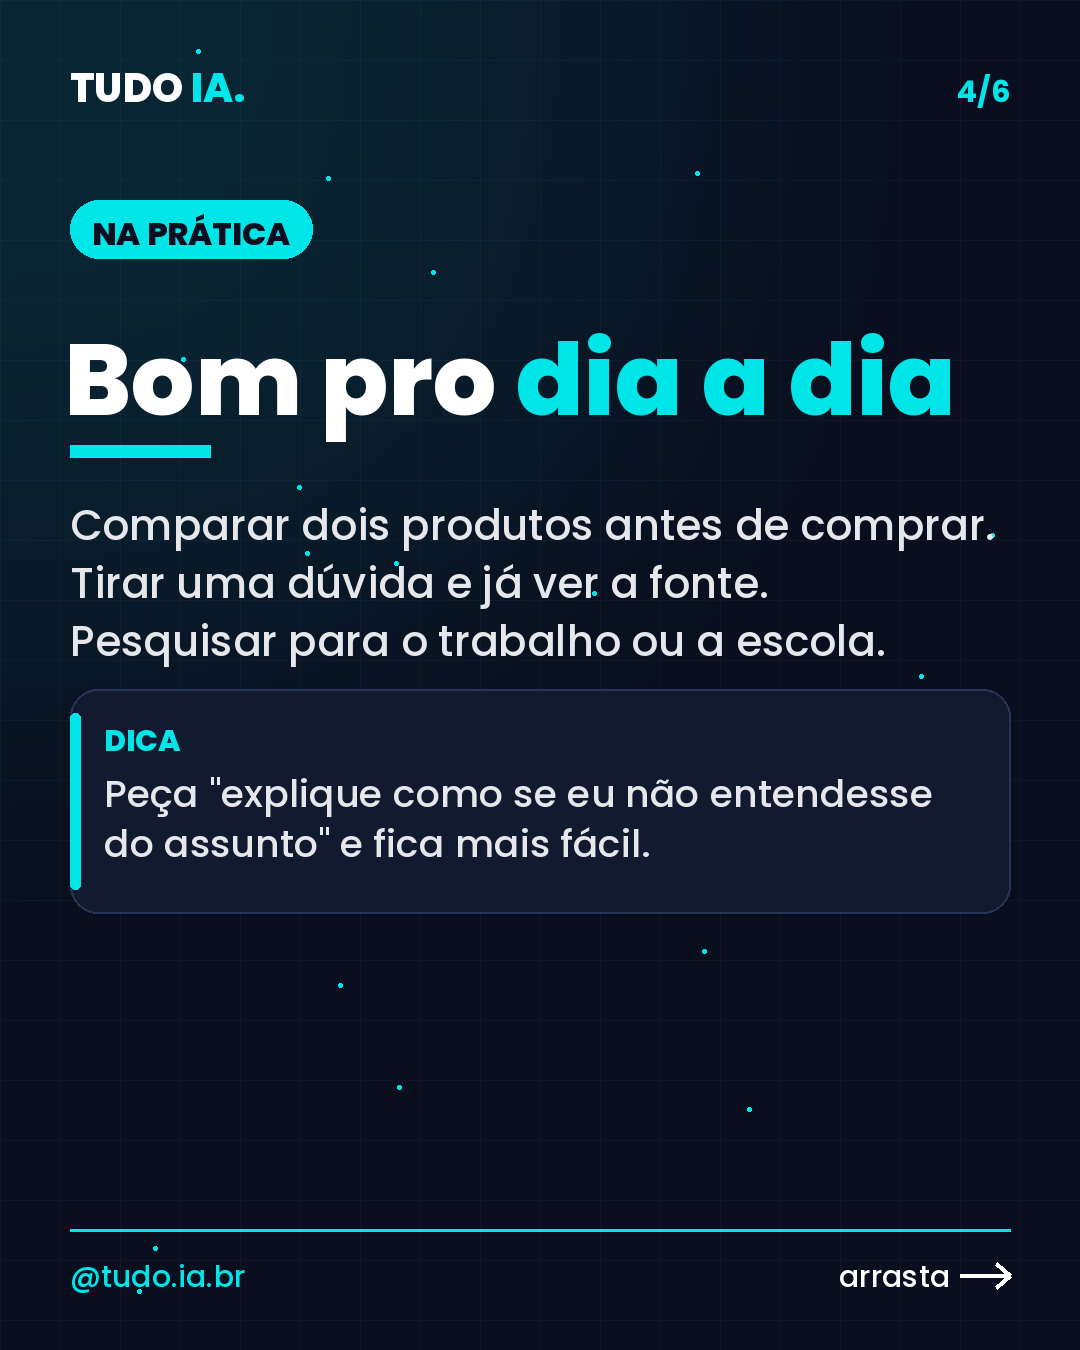 TUDO IA.
4/6
NA PRÁTICA
Bom pro dia a dia
Comparar dois produtos antes de comprar.
Tirar uma dúvida e já ver a fonte.
Pesquisar para o trabalho ou a escola.
DICA
Peça "explique como se eu não entendesse
do assunto" e fica mais fácil.
@tudo.ia.br
arrasta